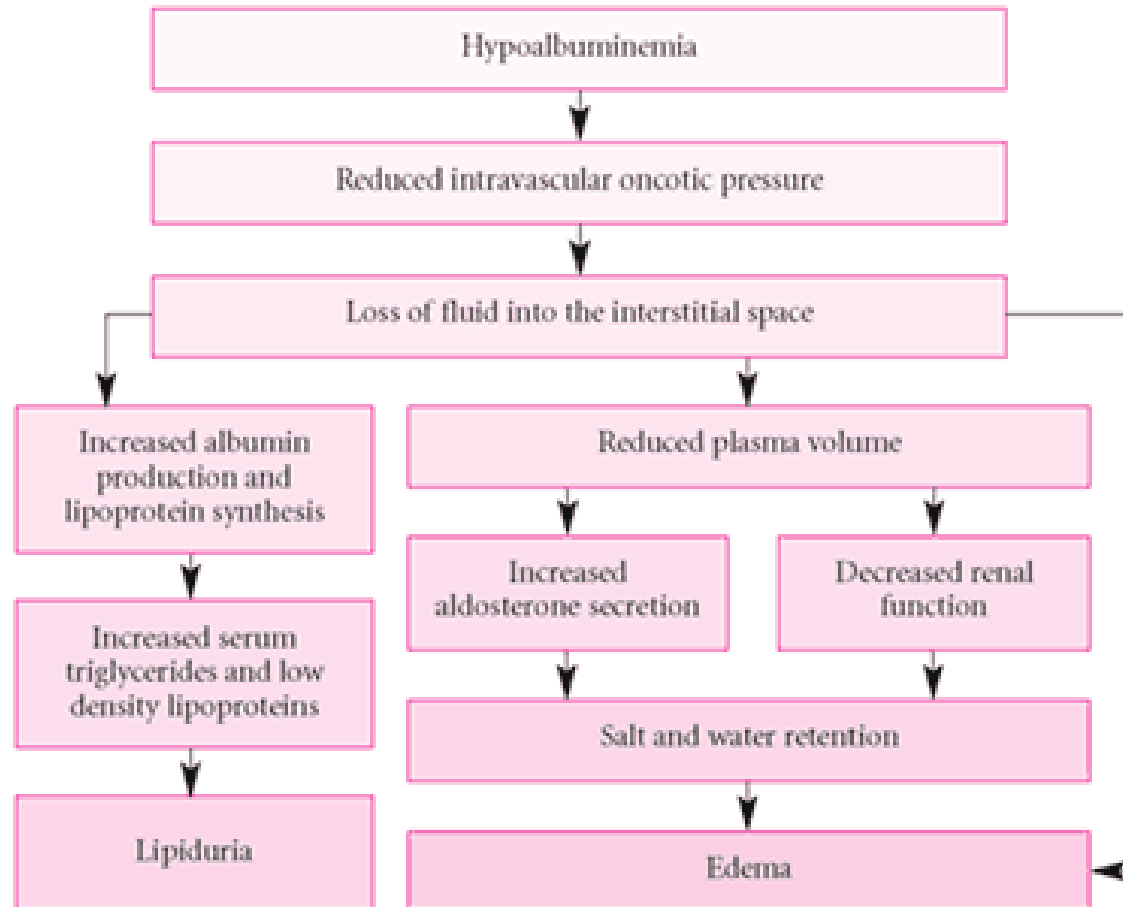 Hypoalbuminemia
Reduced intravascular oncotic pressure
Loss of fluid into the interstitial space
Increased albumin
production and
lipoprotein synthesis
Increased serum
triglycerides and low
density lipoproteins
Lipiduria
Reduced plasma volume
Increased
aldosterone secretion
Decreased renal
function
Salt and water retention
Edema